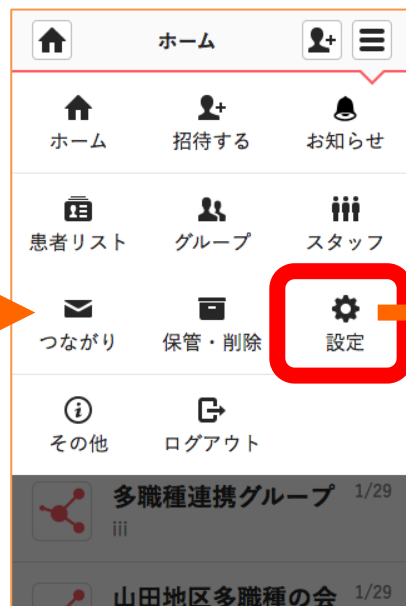 ホーム
ホーム 招待する お知らせ
患者リスト グループ スタッフ
つながり 保管・削除 設定
その他 ログアウト
多職種連携グループ 1/29
iii
山田地区多職種の会 1/29